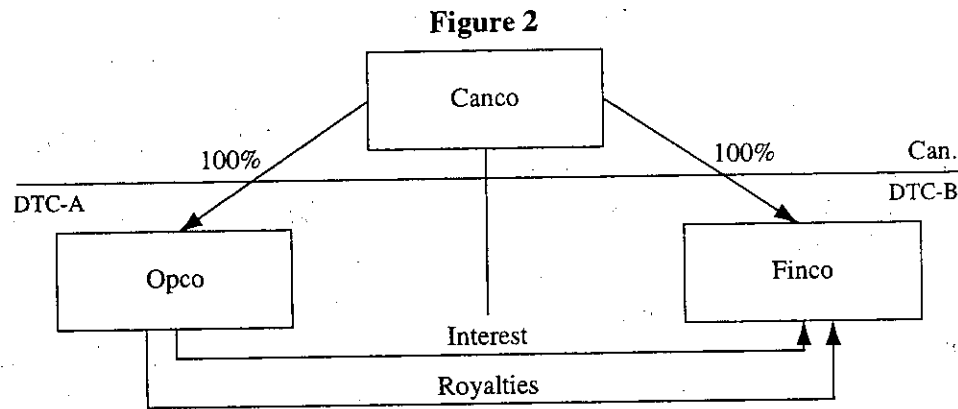 Figure 2
Canco
100%
100%
Can.
DTC-A
DTC-B
Opco
Finco
Interest
Royalties